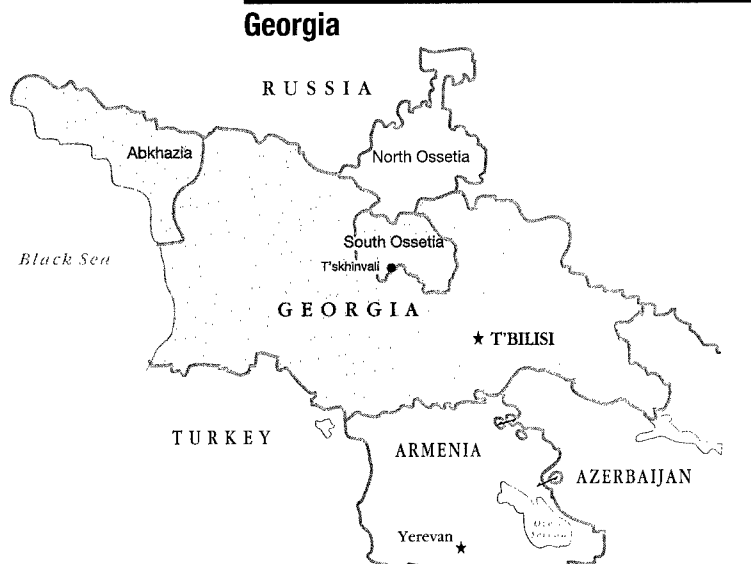 Georgia
RUSSIA
Abkhazia
North Ossetia
South Ossetia
Black Sea
T'skhinvali
GEORGIA
T'BILISI
TURKEY
ARMENIA
AZERBAIJAN
Yerevan